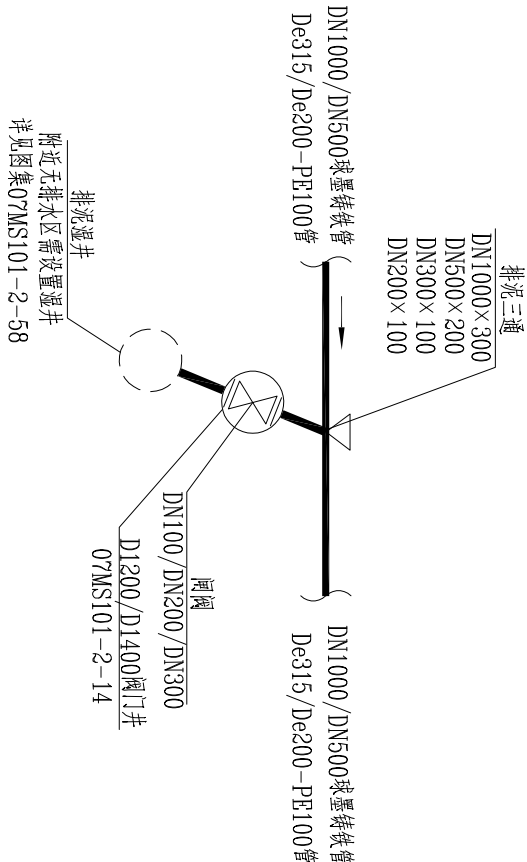 排泥三通
DN1000×300
DN500×200
DN300×100
DN200×100
DN1000/DN500球墨铸铁管
De315/De200-PE100管
DN1000/DN500球墨铸铁管
De315/De200-PE100管
闸阀
DN100/DN200/DN300
D1200/D1400阀门井
07MS101-2-14
排泥湿井
附近无排水区需设置湿井
详见图集07MS101-2-58